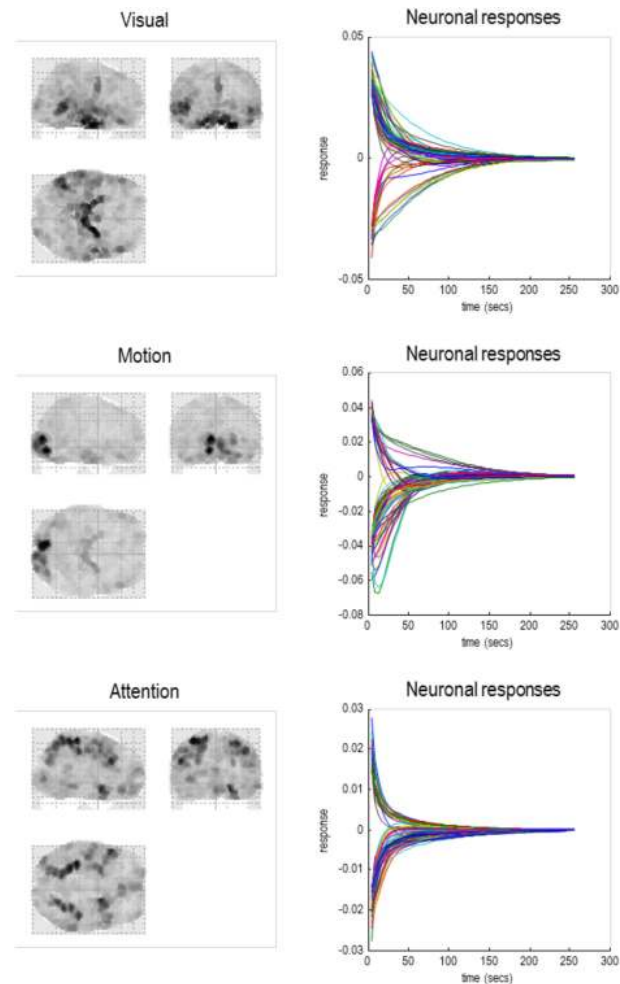 Visual
Neuronal responses
0.05
0
-0.05
response
0 50 100 150 200 250 300
time (secs)
Motion
Neuronal responses
0.06
0.04
0.02
0
-0.02
-0.04
-0.06
-0.08
response
0 50 100 150 200 250 300
time (secs)
Attention
Neuronal responses
0.03
0.02
0.01
0
-0.01
-0.02
-0.03
response
0 50 100 150 200 250 300
time (secs)